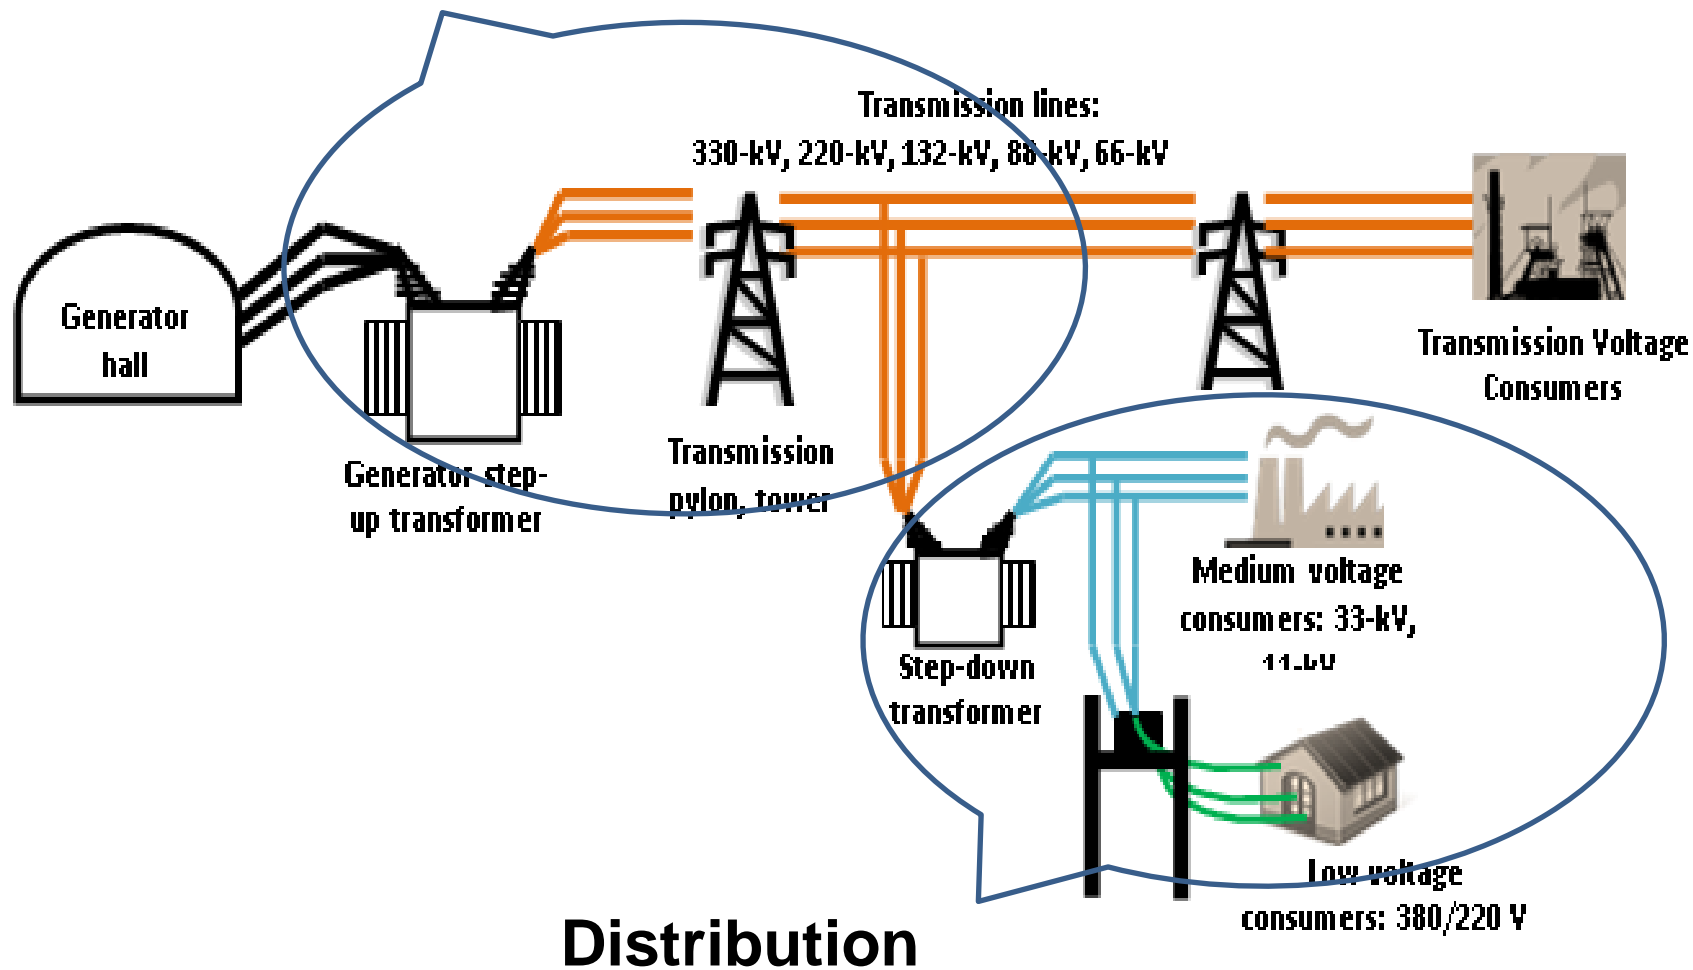 Transmission lines:
330-kV, 220-kV, 132-kV, 88-kV, 66-kV
Generator
hall
Transmission Voltage
Consumers
Transmission
pylon, tower
Generator step-
up transformer
Medium voltage
consumers: 33-kV,
Step-down
transformer
Low voltage
consumers: 380/220 V
Distribution